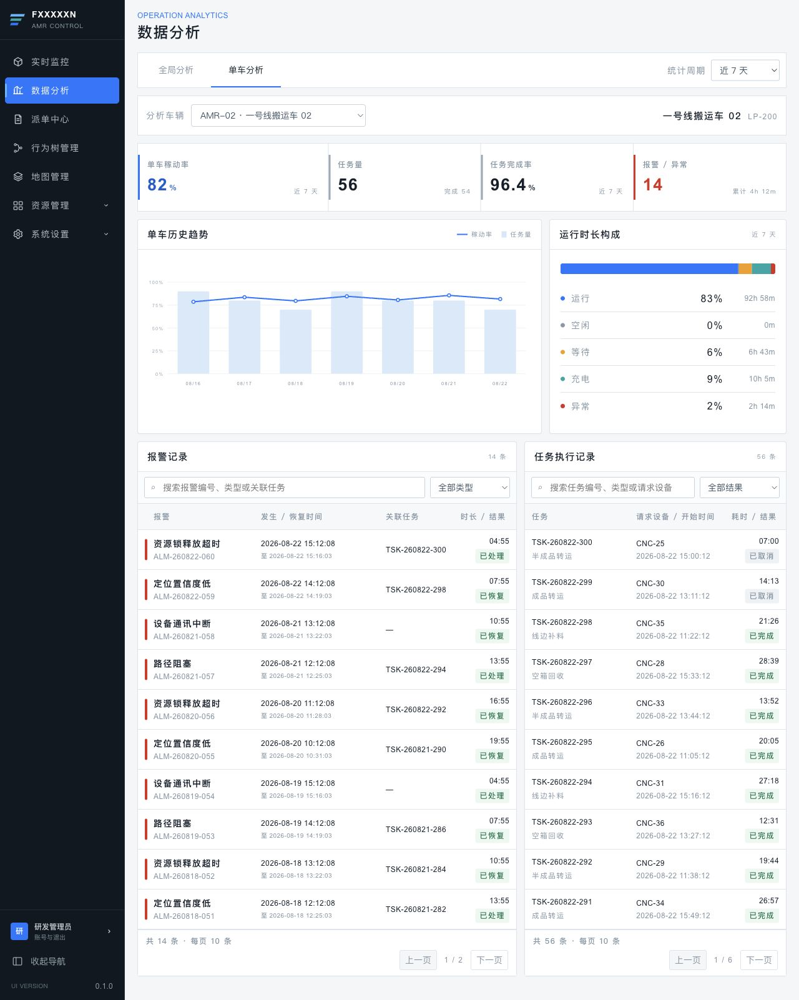 FXXXXXN
AMR CONTROL
实时监控
数据分析
派单中心
行为树管理
地图管理
资源管理
系统设置
研
研发管理员
账号与退出
收起导航
UI VERSION 0.1.0
OPERATION ANALYTICS
数据分析
全局分析 单车分析 统计周期 近 7 天
分析车辆 AMR-02 · 一号线搬运车 02 一号线搬运车 02 LP-200
单车稼动率
82% 近 7 天
任务量
56 完成 54
任务完成率
96.4% 近 7 天
报警 / 异常
14 累计 4h 12m
单车历史趋势 稼动率 任务量
100%
75%
50%
25%
0%
08/16 08/17 08/18 08/19 08/20 08/21 08/22
运行时长构成 近 7 天
运行 83% 92h 58m
空闲 0% 0m
等待 6% 6h 43m
充电 9% 10h 5m
异常 2% 2h 14m
报警记录 14 条
搜索报警编号、类型或关联任务 全部类型
报警 发生 / 恢复时间 关联任务 时长 / 结果
资源锁释放超时 2026-08-22 15:12:08 TSK-260822-300 04:55
ALM-260822-060 至 2026-08-22 15:16:03 已处理
定位置信度低 2026-08-22 14:12:08 TSK-260822-298 07:55
ALM-260822-059 至 2026-08-22 14:19:03 已恢复
设备通讯中断 2026-08-21 13:12:08 — 10:55
ALM-260821-058 至 2026-08-21 13:22:03 已恢复
路径阻塞 2026-08-21 12:12:08 TSK-260822-294 13:55
ALM-260821-057 至 2026-08-21 12:25:03 已处理
资源锁释放超时 2026-08-20 11:12:08 TSK-260822-292 16:55
ALM-260820-056 至 2026-08-20 11:28:03 已恢复
定位置信度低 2026-08-20 10:12:08 TSK-260821-290 19:55
ALM-260820-055 至 2026-08-20 10:31:03 已恢复
设备通讯中断 2026-08-19 15:12:08 — 04:55
ALM-260819-054 至 2026-08-19 15:16:03 已处理
路径阻塞 2026-08-19 14:12:08 TSK-260821-286 07:55
ALM-260819-053 至 2026-08-19 14:19:03 已恢复
资源锁释放超时 2026-08-18 13:12:08 TSK-260821-284 10:55
ALM-260818-052 至 2026-08-18 13:22:03 已恢复
定位置信度低 2026-08-18 12:12:08 TSK-260821-282 13:55
ALM-260818-051 至 2026-08-18 12:25:03 已处理
共 14 条 · 每页 10 条
上一页 1 / 2 下一页
任务执行记录 56 条
搜索任务编号、类型或请求设备 全部结果
任务 请求设备 / 开始时间 耗时 / 结果
TSK-260822-300 CNC-25 07:00
半成品转运 2026-08-22 15:00:12 已取消
TSK-260822-299 CNC-30 14:13
成品转运 2026-08-22 13:11:12 已取消
TSK-260822-298 CNC-35 21:26
线边补料 2026-08-22 11:22:12 已完成
TSK-260822-297 CNC-28 28:39
空箱回收 2026-08-22 15:33:12 已完成
TSK-260822-296 CNC-33 13:52
半成品转运 2026-08-22 13:44:12 已完成
TSK-260822-295 CNC-26 20:05
成品转运 2026-08-22 11:05:12 已完成
TSK-260822-294 CNC-31 27:18
线边补料 2026-08-22 15:16:12 已完成
TSK-260822-293 CNC-36 12:31
空箱回收 2026-08-22 13:27:12 已完成
TSK-260822-292 CNC-29 19:44
半成品转运 2026-08-22 11:38:12 已完成
TSK-260822-291 CNC-34 26:57
成品转运 2026-08-22 15:49:12 已完成
共 56 条 · 每页 10 条
上一页 1 / 6 下一页